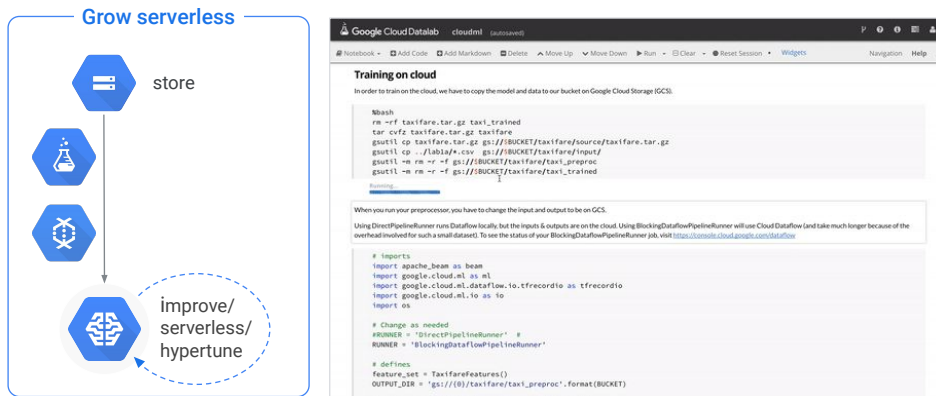 Grow serverless
store
improve/
serverless/
hypertune
Google Cloud Datalab cloudml (autosaved)
Notebook Add Code Add Markdown Delete Move Up Move Down Run Clear Reset Session Widgets Navigation Help
Training on cloud
In order to train on the cloud, we have to copy the model and data to our bucket on Google Cloud Storage (GCS).
%bash
rm -rf taxifare.tar.gz taxi_trained
tar cvfz taxifare.tar.gz taxifare
gsutil cp taxifare.tar.gz gs://$BUCKET/taxifare/source/taxifare.tar.gz
gsutil cp ../lab1a/*.csv gs://$BUCKET/taxifare/input/
gsutil -m rm -r -f gs://$BUCKET/taxifare/taxi_preproc
gsutil -m rm -r -f gs://$BUCKET/taxifare/taxi_trained
Running...
When you run your preprocessor, you have to change the input and output to be on GCS.
Using DirectPipelineRunner runs Dataflow locally, but the inputs & outputs are on the cloud. Using BlockingDataflowPipelineRunner will use Cloud Dataflow (and take much longer because of the
overhead involved for such a small dataset). To see the status of your BlockingDataflowPipelineRunner job, visit https://console.cloud.google.com/dataflow
# imports
import apache_beam as beam
import google.cloud.ml as ml
import google.cloud.ml.dataflow.io.tfrecordio as tfrecordio
import google.cloud.ml.io as io
import os
# Change as needed
#RUNNER = 'DirectPipelineRunner' #
RUNNER = 'BlockingDataflowPipelineRunner'
# defines
feature_set = TaxifareFeatures()
OUTPUT_DIR = 'gs://{0}/taxifare/taxi_preproc'.format(BUCKET)